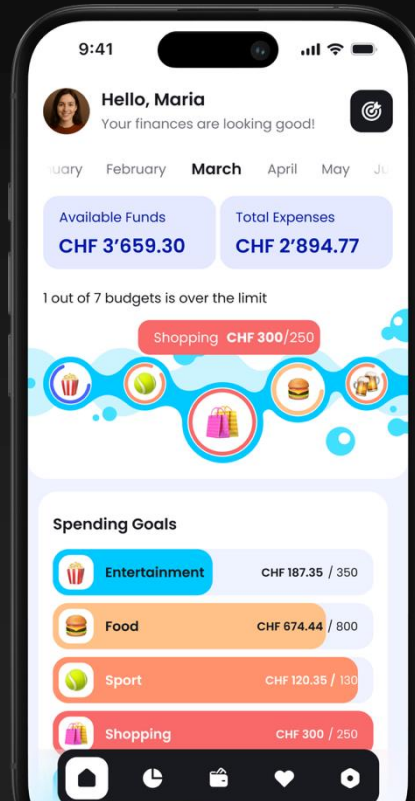 9:41
Hello, Maria
Your finances are looking good!
February March April May
Available Funds
CHF 3’659.30
Total Expenses
CHF 2’894.77
1 out of 7 budgets is over the limit
Shopping CHF 300/250
Spending Goals
Entertainment CHF 187.35 / 350
Food CHF 674.44 / 800
Sport CHF 120.35 / 130
Shopping CHF 300 / 250